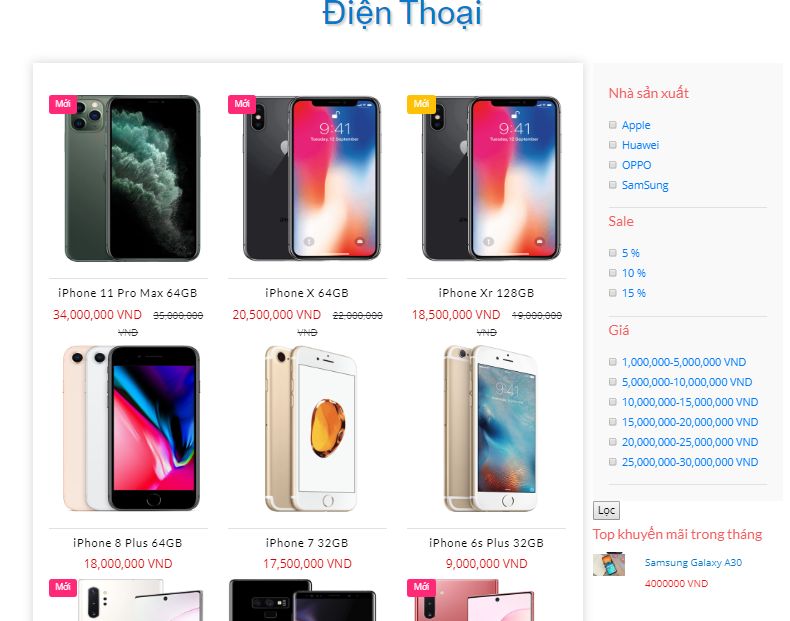 Điện Thoại
Mới
Mới
Mới
9:41
Tuesday, 12 September
9:41
Tuesday, 12 September
iPhone 11 Pro Max 64GB
34,000,000 VND 35,000,000
VND
iPhone X 64GB
20,500,000 VND 22,000,000
VND
iPhone Xr 128GB
18,500,000 VND 19,000,000
VND
iPhone 8 Plus 64GB
18,000,000 VND
iPhone 7 32GB
17,500,000 VND
iPhone 6s Plus 32GB
9,000,000 VND
Mới
Mới
Nhà sản xuất
Apple
Huawei
OPPO
SamSung
Sale
5 %
10 %
15 %
Giá
1,000,000-5,000,000 VND
5,000,000-10,000,000 VND
10,000,000-15,000,000 VND
15,000,000-20,000,000 VND
20,000,000-25,000,000 VND
25,000,000-30,000,000 VND
Lọc
Top khuyến mãi trong tháng
Samsung Galaxy A30
4000000 VND